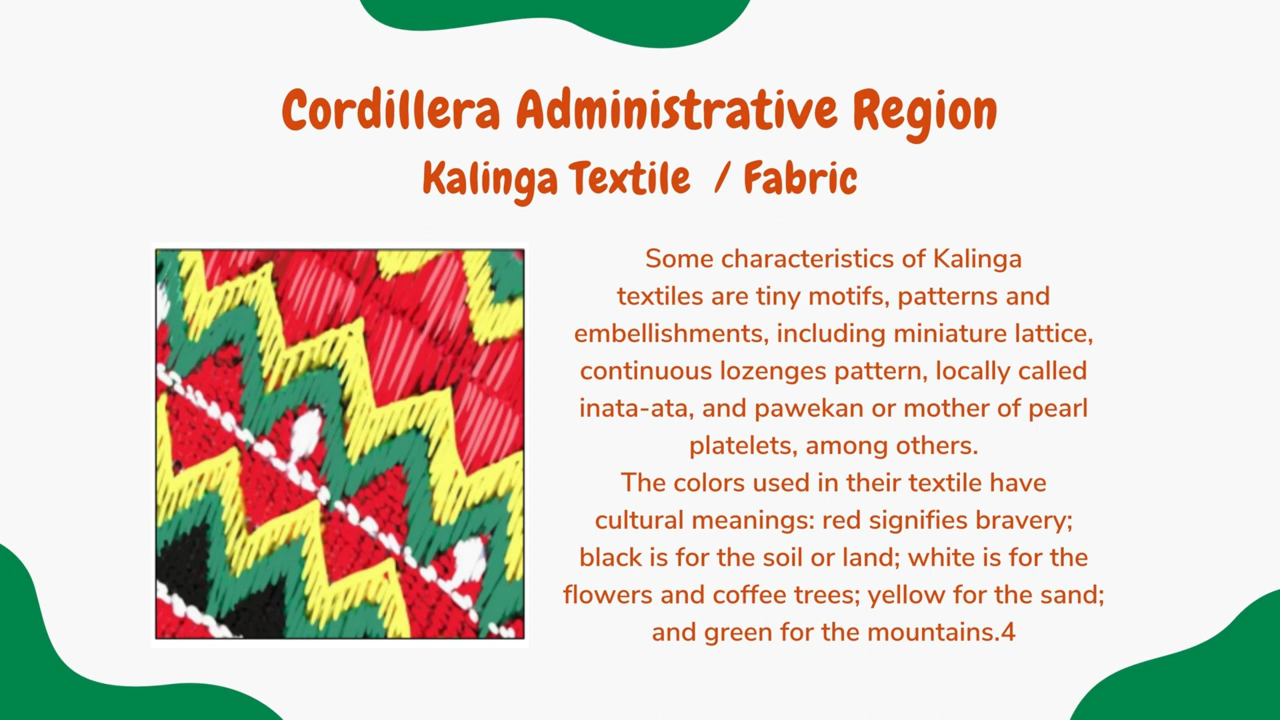 Cordillera Administrative Region
Kalinga Textile / Fabric
Some characteristics of Kalinga
textiles are tiny motifs, patterns and
embellishments, including miniature lattice,
continuous lozenges pattern, locally called
inata-ata, and pawekan or mother of pearl
platelets, among others.
The colors used in their textile have
cultural meanings: red signifies bravery;
black is for the soil or land; white is for the
flowers and coffee trees; yellow for the sand;
and green for the mountains.4